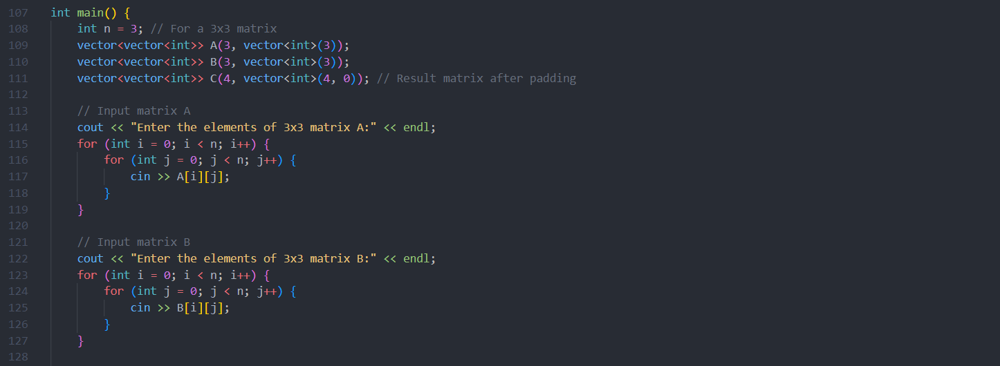 107 int main() {
108     int n = 3; // For a 3x3 matrix
109     vector<vector<int>> A(3, vector<int>(3));
110     vector<vector<int>> B(3, vector<int>(3));
111     vector<vector<int>> C(4, vector<int>(4, 0)); // Result matrix after padding
112
113     // Input matrix A
114     cout << "Enter the elements of 3x3 matrix A:" << endl;
115     for (int i = 0; i < n; i++) {
116         for (int j = 0; j < n; j++) {
117             cin >> A[i][j];
118         }
119     }
120
121     // Input matrix B
122     cout << "Enter the elements of 3x3 matrix B:" << endl;
123     for (int i = 0; i < n; i++) {
124         for (int j = 0; j < n; j++) {
125             cin >> B[i][j];
126         }
127     }
128